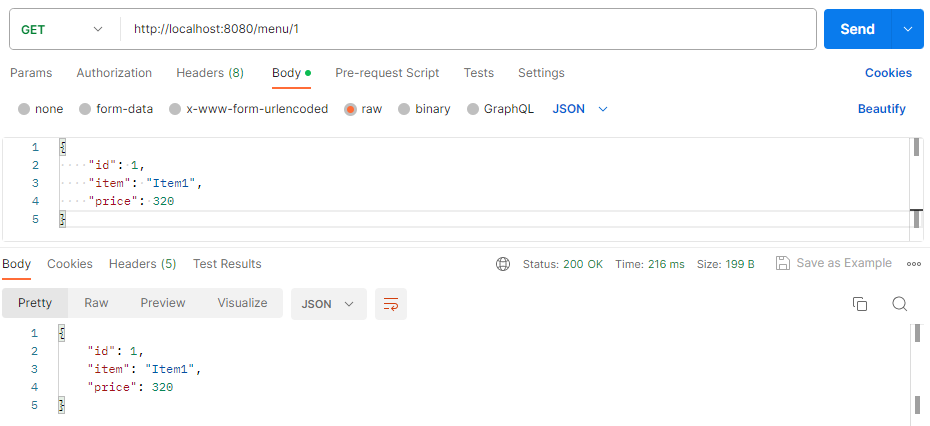 GET http://localhost:8080/menu/1 Send
Params Authorization Headers (8) Body Pre-request Script Tests Settings Cookies
none form-data x-www-form-urlencoded raw binary GraphQL JSON Beautify
1 {
2 "id": 1,
3 "item": "Item1",
4 "price": 320
5 }
Body Cookies Headers (5) Test Results Status: 200 OK Time: 216 ms Size: 199 B Save as Example
Pretty Raw Preview Visualize JSON
1 {
2 "id": 1,
3 "item": "Item1",
4 "price": 320
5 }